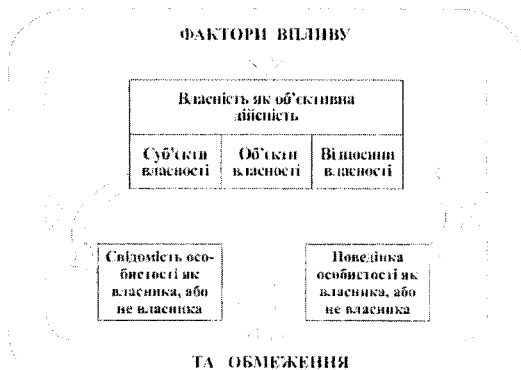 ФАКТОРИ ВПЛИВУ
Власність як об'єктивна
дійсність
Суб'єкти
власності
Об'єкти
власності
Відносини
власності
Свідомість осо-
бистості як
власника, або
не власника
Поведінка
особистості як
власника, або
не власника
ТА ОБМЕЖЕННЯ